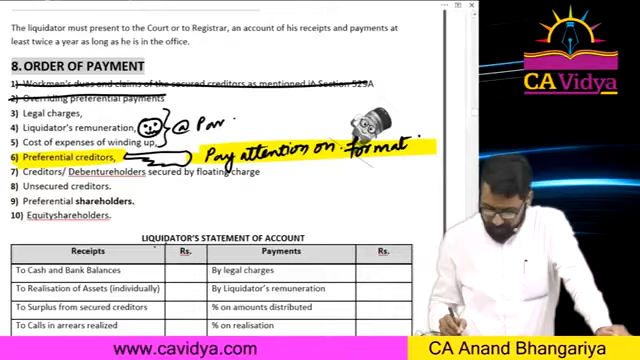 The liquidator must present to the Court or to Registrar, an account of his receipts and payments at
least twice a year as long as he is in the office.
8. ORDER OF PAYMENT
1) Workmen's dues and claims of the secured creditors as mentioned in Section 529A
2) Overriding preferential payments
3) Legal charges,
4) Liquidator's remuneration, @ Par.
5) Cost of expenses of winding up,
6) Preferential creditors, Pay attention on format
7) Creditors/ Debentureholders secured by floating charge
8) Unsecured creditors.
9) Preferential shareholders.
10) Equityshareholders.
LIQUIDATOR'S STATEMENT OF ACCOUNT
Receipts Rs. Payments Rs.
To Cash and Bank Balances By legal charges
To Realisation of Assets (individually) By Liquidator's remuneration
To Surplus from secured creditors % on amounts distributed
To Calls in arrears realized % on realisation
CA Vidya
www.cavidya.com
CA Anand Bhangariya